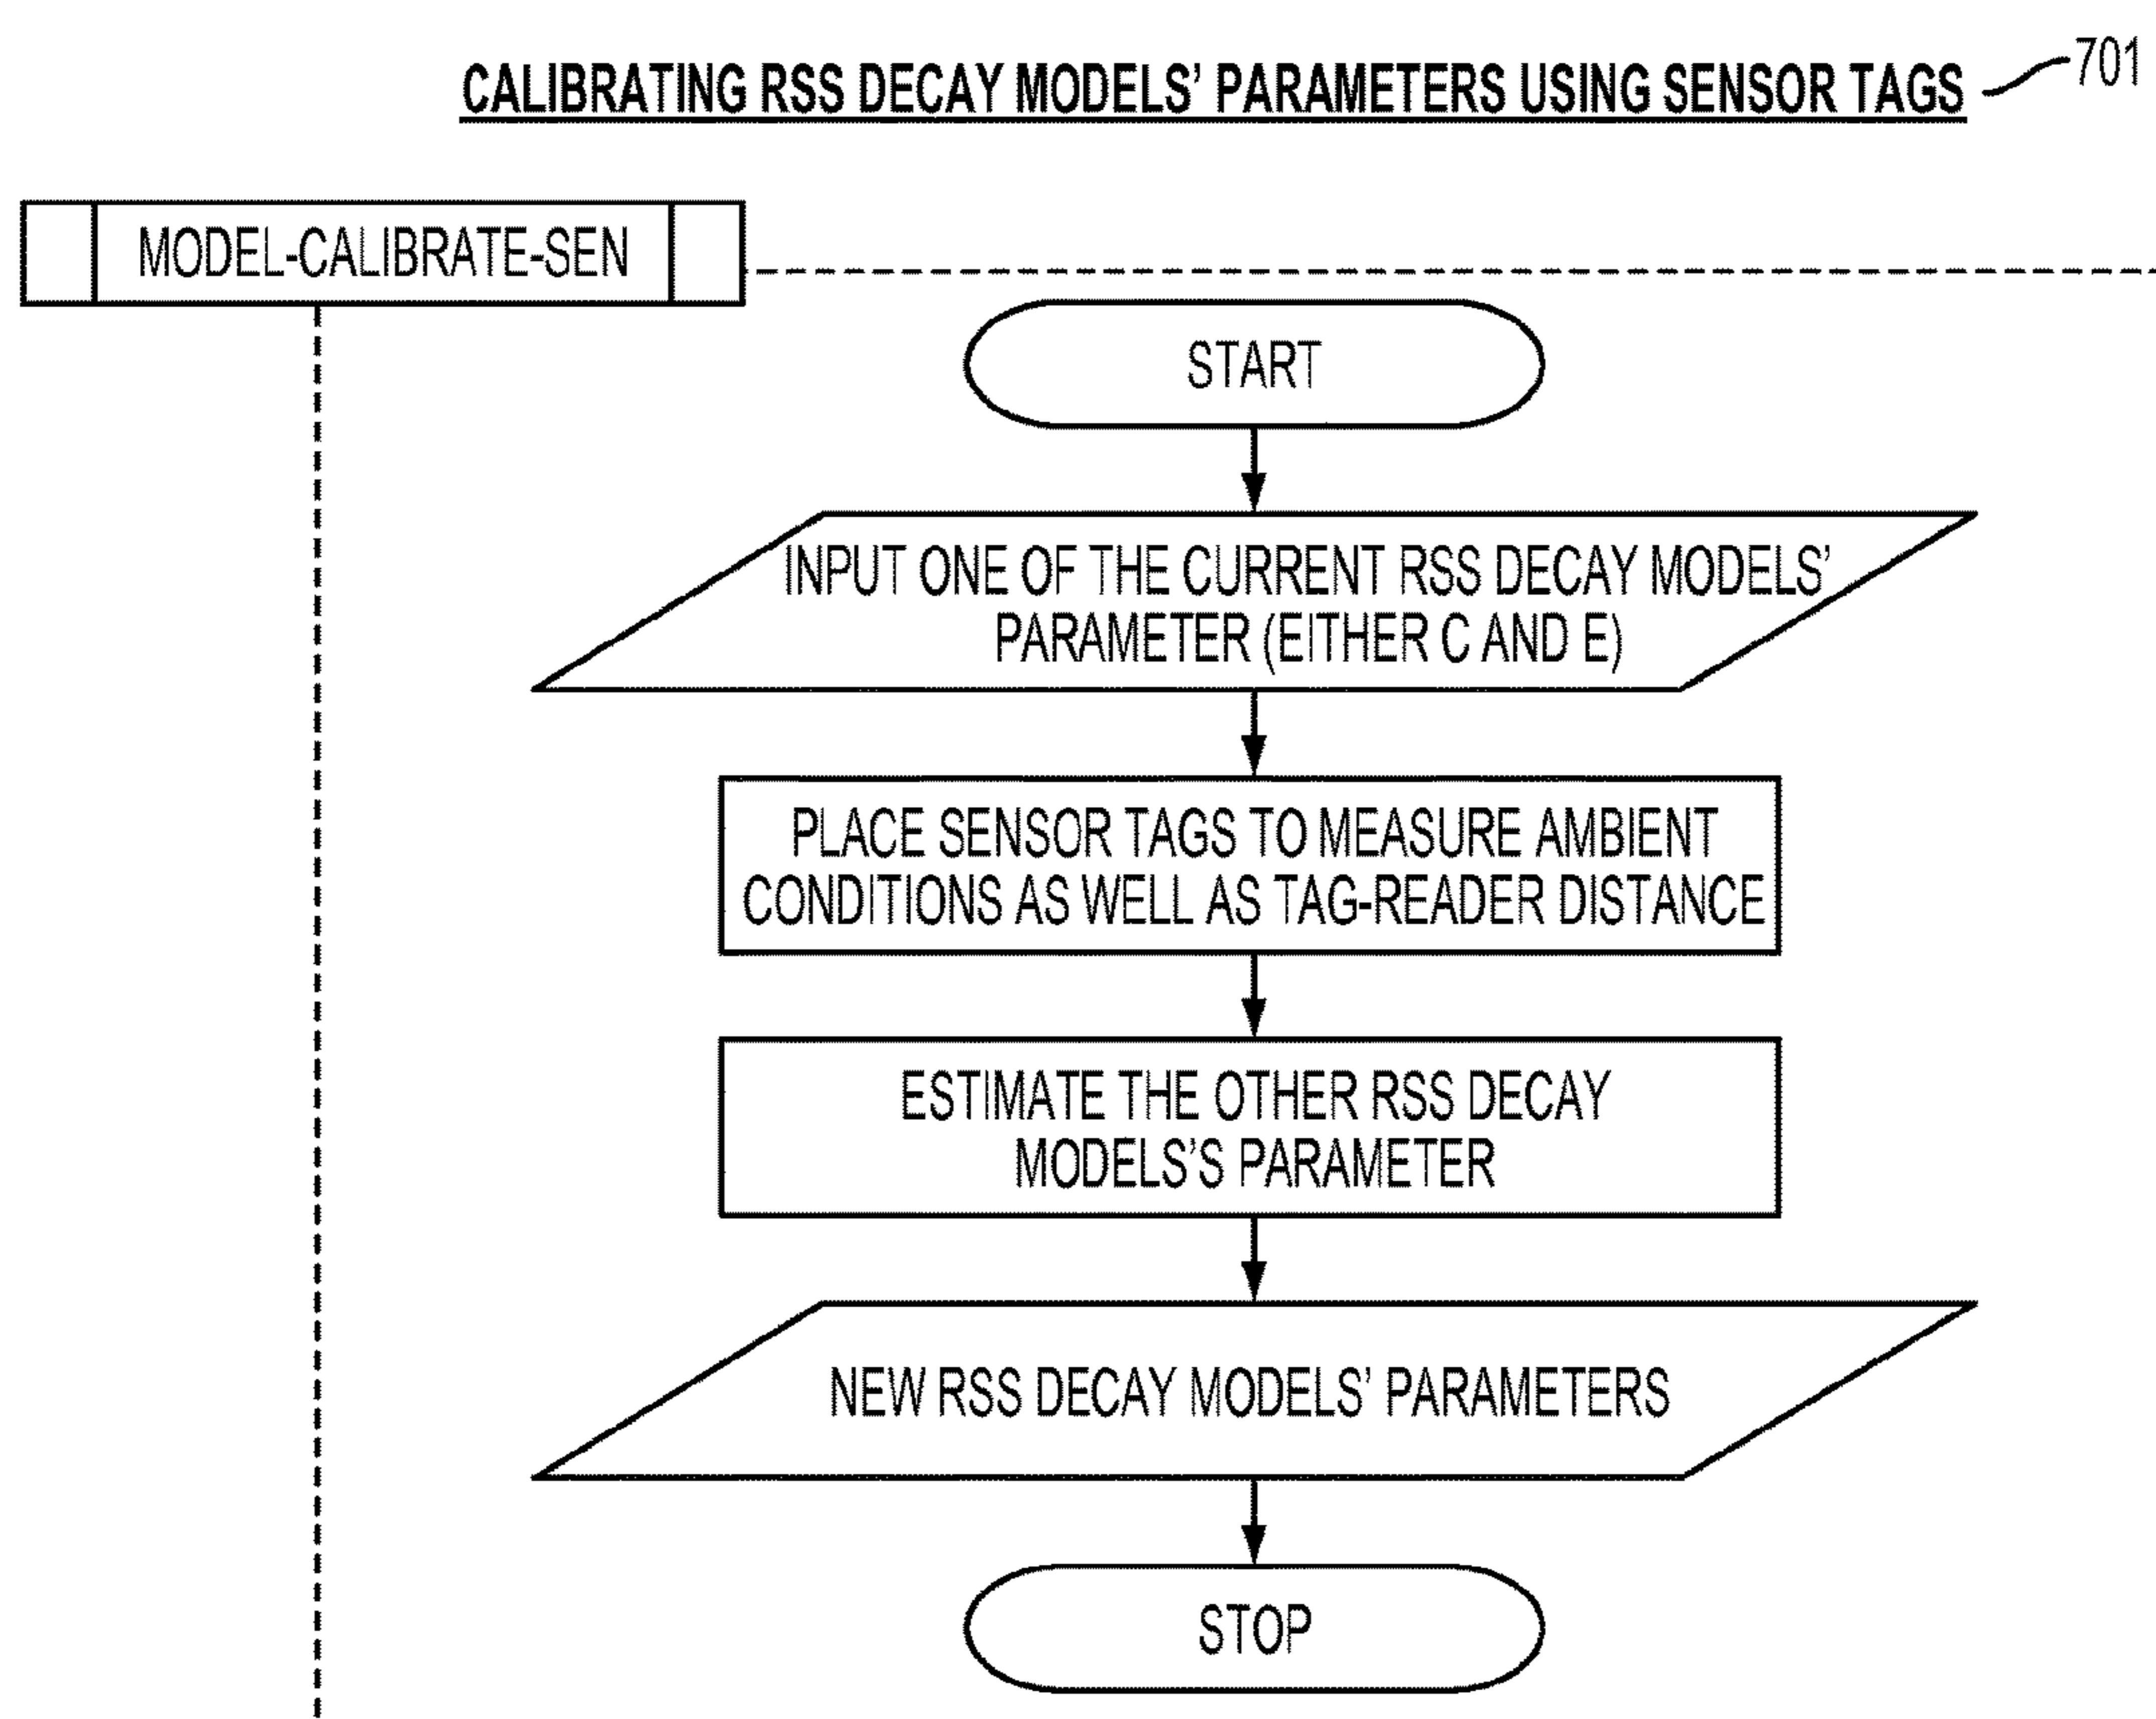 CALIBRATING RSS DECAY MODELS' PARAMETERS USING SENSOR TAGS
701
MODEL-CALIBRATE-SEN
START
INPUT ONE OF THE CURRENT RSS DECAY MODELS'
PARAMETER (EITHER C AND E)
PLACE SENSOR TAGS TO MEASURE AMBIENT
CONDITIONS AS WELL AS TAG-READER DISTANCE
ESTIMATE THE OTHER RSS DECAY
MODELS'S PARAMETER
NEW RSS DECAY MODELS' PARAMETERS
STOP